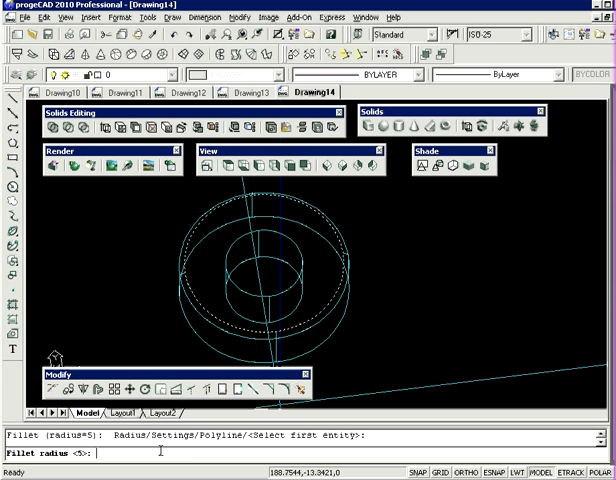 progeCAD 2010 Professional - [Drawing14]
File Edit View Insert Format Tools Draw Dimension Modify Image Add-On Express Window Help
Standard ISO-25
0 BYLAYER ByLayer BYCOLOR
Drawing10 Drawing11 Drawing12 Drawing13 Drawing14
Solids Editing
Solids
Render
View
Shade
Modify
Model Layout1 Layout2
Fillet (radius=5): Radius/Settings/Polyline/<Select first entity>:
Fillet radius <5>:
Ready 188.7544,-13.3421,0 SNAP GRID ORTHO ESNAP LWT MODEL ETRACK POLAR